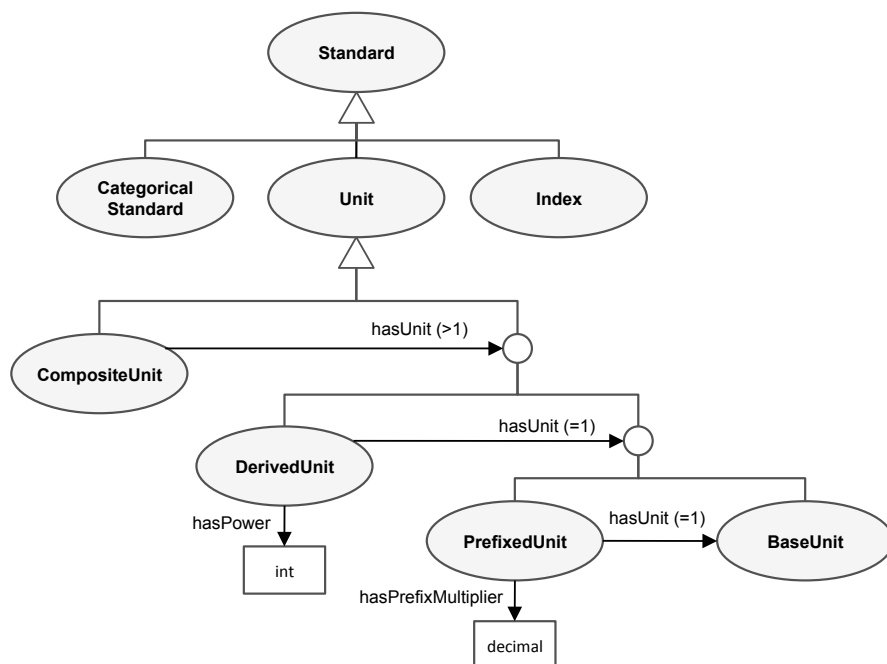 Standard
Categorical
Standard
Unit
Index
hasUnit (>1)
CompositeUnit
hasUnit (=1)
DerivedUnit
hasPower
hasUnit (=1)
PrefixedUnit
BaseUnit
int
hasPrefixMultiplier
decimal